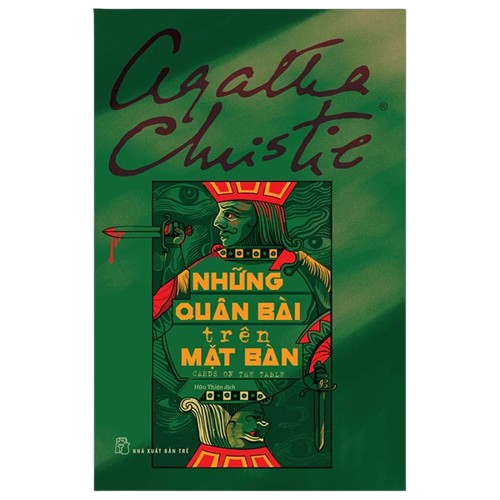 Agatha
Christie®
NHỮNG
QUÂN BÀI
trên
MẶT BÀN
CARDS ON THE TABLE
Hữu Thiện dịch
NHÀ XUẤT BẢN TRẺ